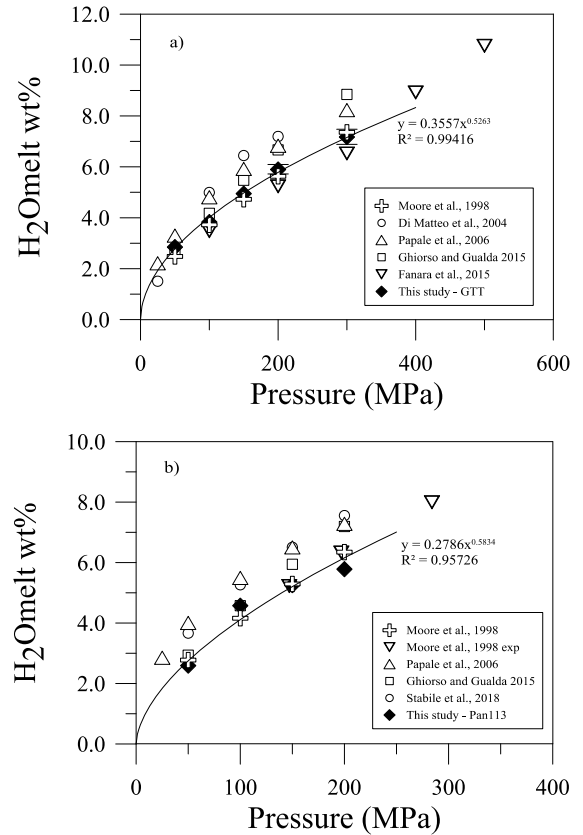 12.0
a)
10.0
8.0
6.0
4.0
2.0
0.0
H2Omelt wt%
y = 0.3557x^0.5263
R² = 0.99416
Moore et al., 1998
Di Matteo et al., 2004
Papale et al., 2006
Ghiorso and Gualda 2015
Fanara et al., 2015
This study - GTT
0 200 400 600
Pressure (MPa)
10.0
b)
8.0
6.0
4.0
2.0
0.0
H2Omelt wt%
y = 0.2786x^0.5834
R² = 0.95726
Moore et al., 1998
Moore et al., 1998 exp
Papale et al., 2006
Ghiorso and Gualda 2015
Stabile et al., 2018
This study - Pan113
0 100 200 300 400
Pressure (MPa)